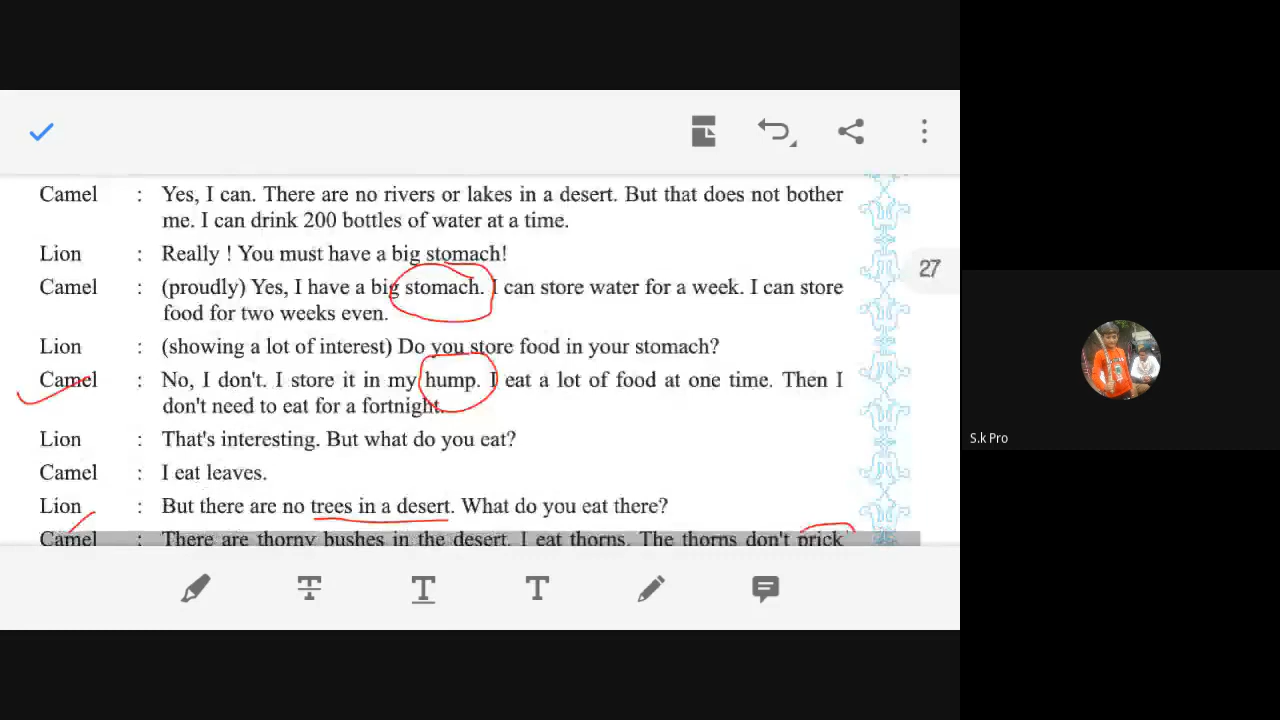 Camel : Yes, I can. There are no rivers or lakes in a desert. But that does not bother
me. I can drink 200 bottles of water at a time.
Lion : Really ! You must have a big stomach!
27
Camel : (proudly) Yes, I have a big stomach. I can store water for a week. I can store
food for two weeks even.
Lion : (showing a lot of interest) Do you store food in your stomach?
Camel : No, I don't. I store it in my hump. I eat a lot of food at one time. Then I
don't need to eat for a fortnight.
Lion : That's interesting. But what do you eat?
S.k Pro
Camel : I eat leaves.
Lion : But there are no trees in a desert. What do you eat there?
Camel : There are thorny bushes in the desert. I eat thorns. The thorns don't prick
T T T